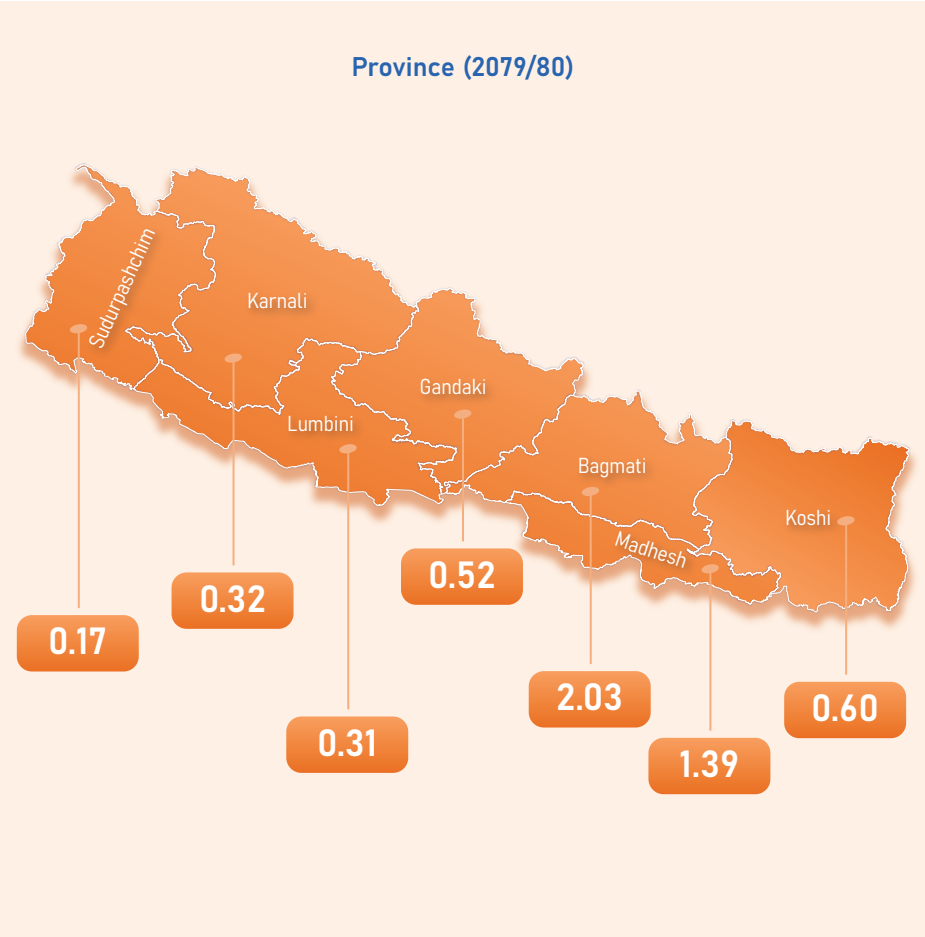 Province (2079/80)
Sudurpashchim
Karnali
Gandaki
Lumbini
Bagmati
Koshi
Madhesh
0.52
0.32
0.17
2.03
0.60
0.31
1.39